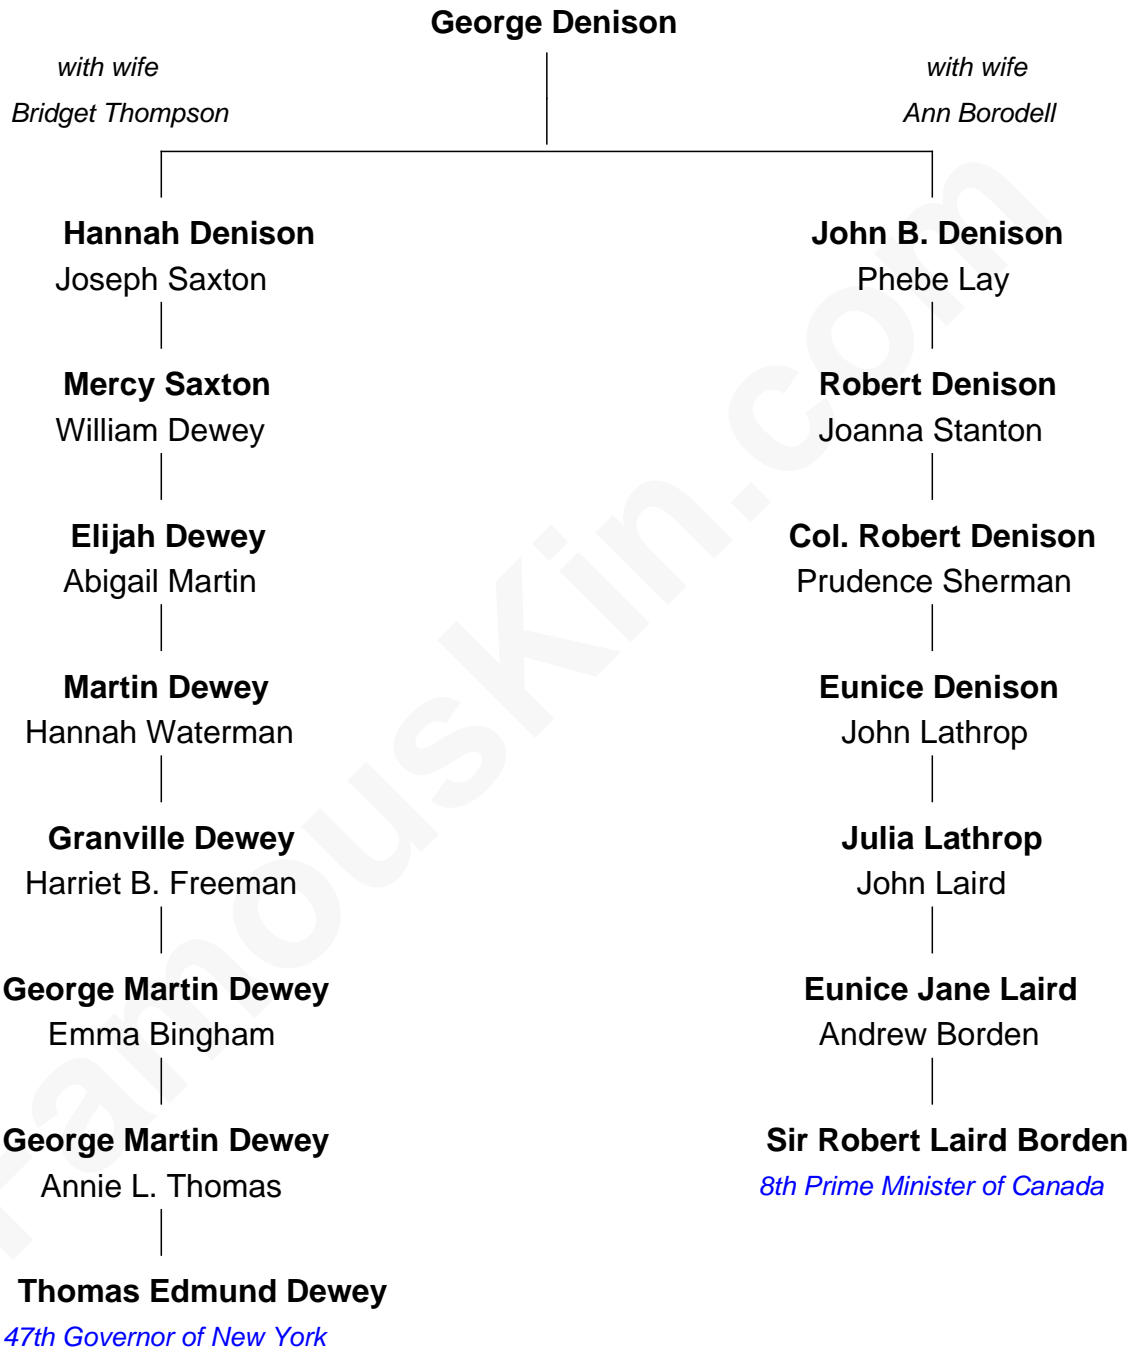 George Denison
with wife
Bridget Thompson
with wife
Ann Borodell
Hannah Denison
Joseph Saxton
John B. Denison
Phebe Lay
Mercy Saxton
William Dewey
Robert Denison
Joanna Stanton
Elijah Dewey
Abigail Martin
Col. Robert Denison
Prudence Sherman
Martin Dewey
Hannah Waterman
Eunice Denison
John Lathrop
Granville Dewey
Harriet B. Freeman
Julia Lathrop
John Laird
George Martin Dewey
Emma Bingham
Eunice Jane Laird
Andrew Borden
George Martin Dewey
Annie L. Thomas
Sir Robert Laird Borden
8th Prime Minister of Canada
Thomas Edmund Dewey
47th Governor of New York
FamousKin.com